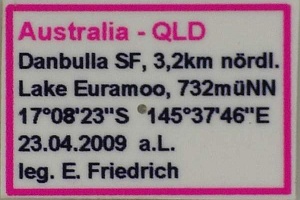 Australia - QLD
Danbulla SF, 3,2km nördl.
Lake Euramoo, 732müNN
17°08'23"S 145°37'46"E
23.04.2009 a.L.
leg. E. Friedrich